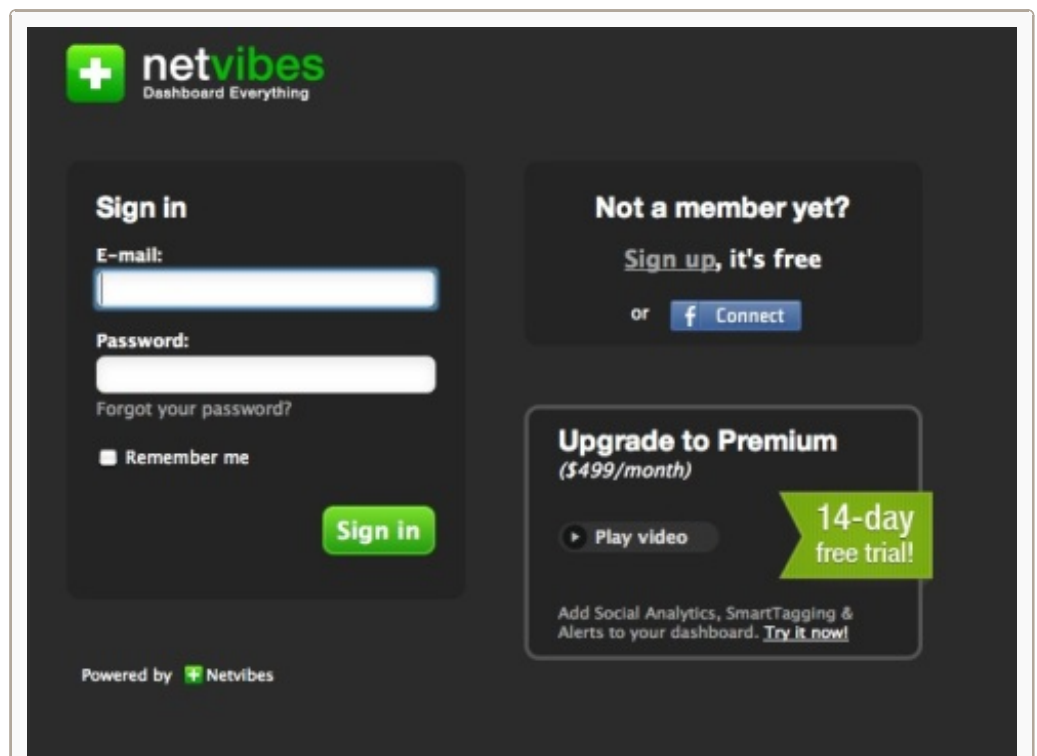 netvibes
Dashboard Everything
Sign in
E-mail:
Password:
Forgot your password?
Remember me
Sign in
Not a member yet?
Sign up, it's free
or f Connect
Upgrade to Premium
($499/month)
Play video
14-day
free trial!
Add Social Analytics, SmartTagging &
Alerts to your dashboard. Try it now!
Powered by Netvibes